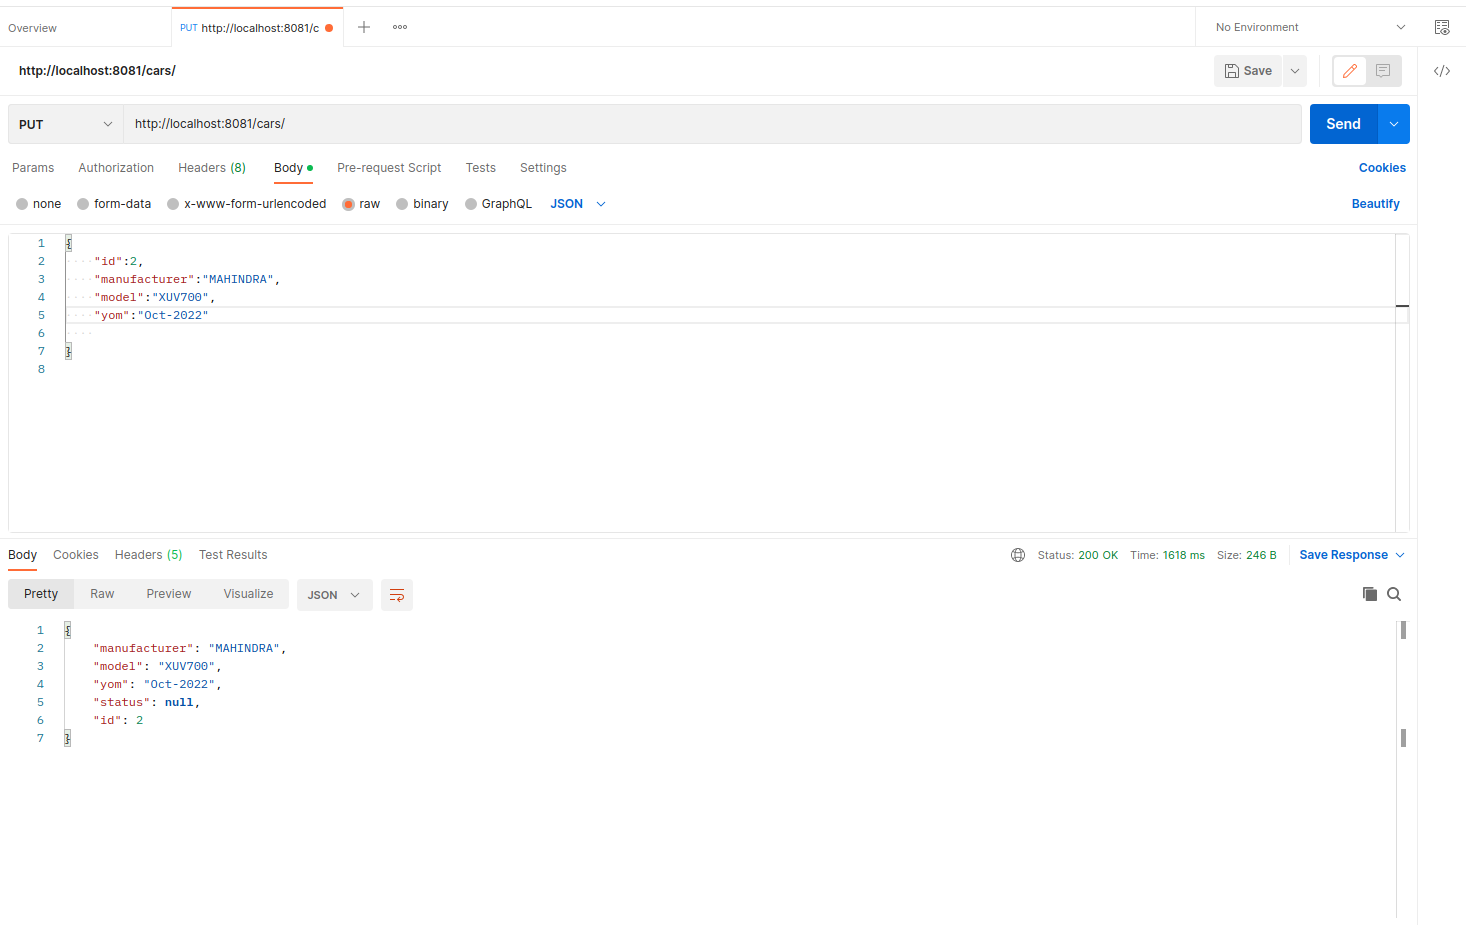 Overview PUT http://localhost:8081/c No Environment
http://localhost:8081/cars/ Save </>
PUT http://localhost:8081/cars/ Send
Params Authorization Headers (8) Body Pre-request Script Tests Settings Cookies
none form-data x-www-form-urlencoded raw binary GraphQL JSON Beautify
1 {
2 "id":2,
3 "manufacturer":"MAHINDRA",
4 "model":"XUV700",
5 "yom":"Oct-2022"
6
7 }
8
Body Cookies Headers (5) Test Results Status: 200 OK Time: 1618 ms Size: 246 B Save Response
Pretty Raw Preview Visualize JSON
1 {
2 "manufacturer": "MAHINDRA",
3 "model": "XUV700",
4 "yom": "Oct-2022",
5 "status": null,
6 "id": 2
7 }